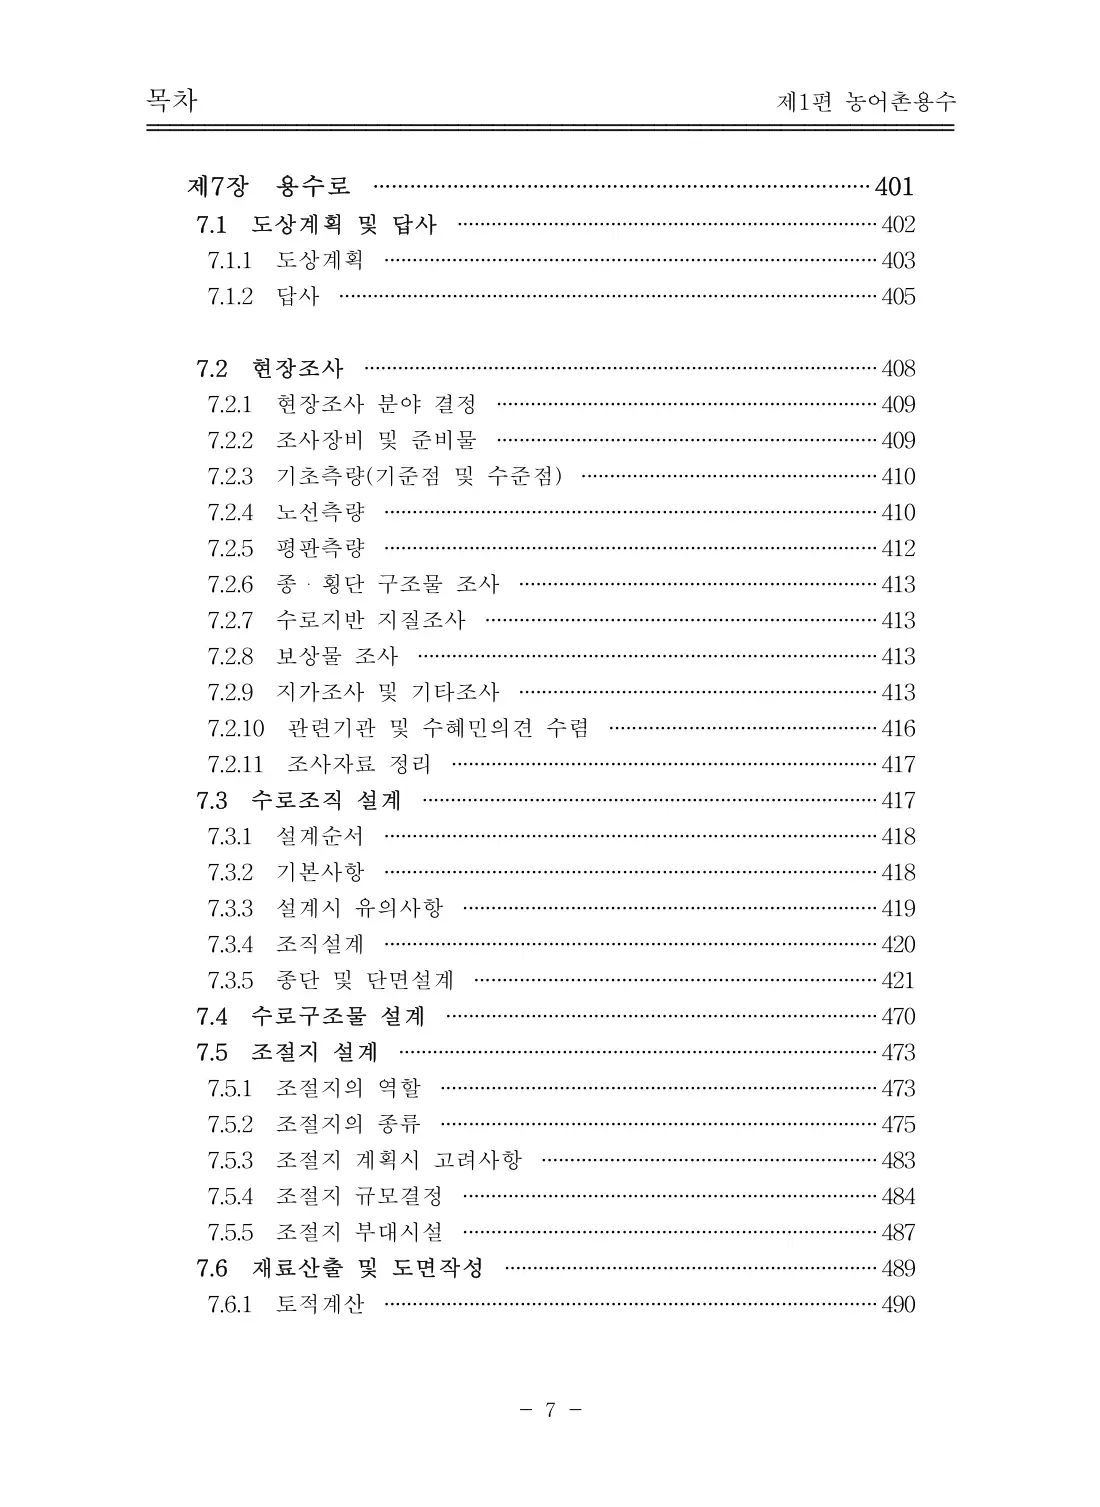 목차 제1편 농어촌용수
제7장 용수로 ················ 401
7.1 도상계획 및 답사 ················ 402
7.1.1 도상계획 ················ 403
7.1.2 답사 ················ 405
7.2 현장조사 ················ 408
7.2.1 현장조사 분야 결정 ················ 409
7.2.2 조사장비 및 준비물 ················ 409
7.2.3 기초측량(기준점 및 수준점) ················ 410
7.2.4 노선측량 ················ 410
7.2.5 평판측량 ················ 412
7.2.6 종·횡단 구조물 조사 ················ 413
7.2.7 수로지반 지질조사 ················ 413
7.2.8 보상물 조사 ················ 413
7.2.9 지가조사 및 기타조사 ················ 413
7.2.10 관련기관 및 수혜민의견 수렴 ················ 416
7.2.11 조사자료 정리 ················ 417
7.3 수로조직 설계 ················ 417
7.3.1 설계순서 ················ 418
7.3.2 기본사항 ················ 418
7.3.3 설계시 유의사항 ················ 419
7.3.4 조직설계 ················ 420
7.3.5 종단 및 단면설계 ················ 421
7.4 수로구조물 설계 ················ 470
7.5 조절지 설계 ················ 473
7.5.1 조절지의 역할 ················ 473
7.5.2 조절지의 종류 ················ 475
7.5.3 조절지 계획시 고려사항 ················ 483
7.5.4 조절지 규모결정 ················ 484
7.5.5 조절지 부대시설 ················ 487
7.6 재료산출 및 도면작성 ················ 489
7.6.1 토적계산 ················ 490
- 7 -